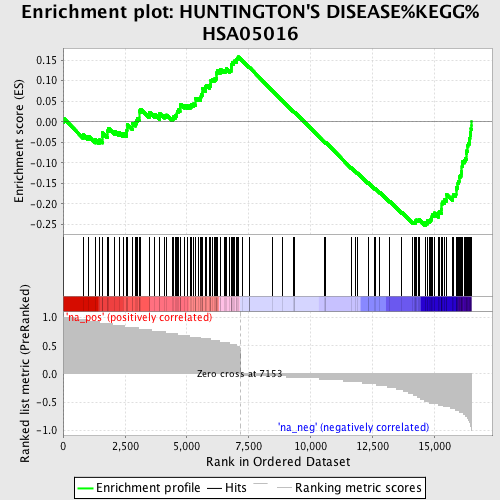 Enrichment plot: HUNTINGTON'S DISEASE%KEGG%
HSA05016
Enrichment score (ES)
0.15
0.10
0.05
0.00
-0.05
-0.10
-0.15
-0.20
-0.25
Ranked list metric (PreRanked)
1.0
0.5
0.0
-0.5
-1.0
'na_pos' (positively correlated)
Zero cross at 7153
'na_neg' (negatively correlated)
0
2,500
5,000
7,500
10,000
12,500
15,000
Rank in Ordered Dataset
Enrichment profile
Hits
Ranking metric scores